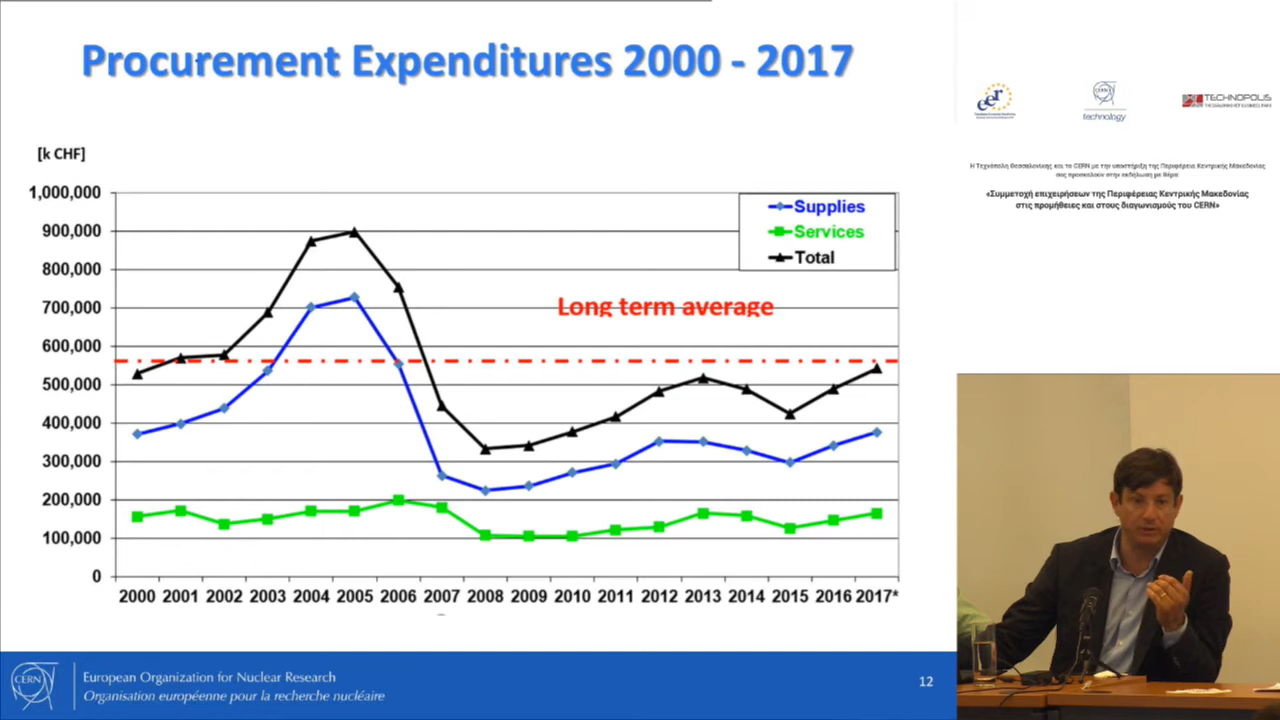 Procurement Expenditures 2000 - 2017
[k CHF]
1,000,000
900,000
800,000
700,000
600,000
500,000
400,000
300,000
200,000
100,000
0
Supplies
Services
Total
Long term average
2000 2001 2002 2003 2004 2005 2006 2007 2008 2009 2010 2011 2012 2013 2014 2015 2016 2017*
CERN
European Organization for Nuclear Research
Organisation européenne pour la recherche nucléaire
12
eer
CERN
technology
TECHNOPOLIS
Η Τεχνόπολη Θεσσαλονίκης και το CERN με την υποστήριξη της Περιφέρεια Κεντρικής Μακεδονίας
σας προσκαλούν στην εκδήλωση με θέμα:
«Συμμετοχή επιχειρήσεων της Περιφέρειας Κεντρικής Μακεδονίας
στις προμήθειες και στους διαγωνισμούς του CERN»